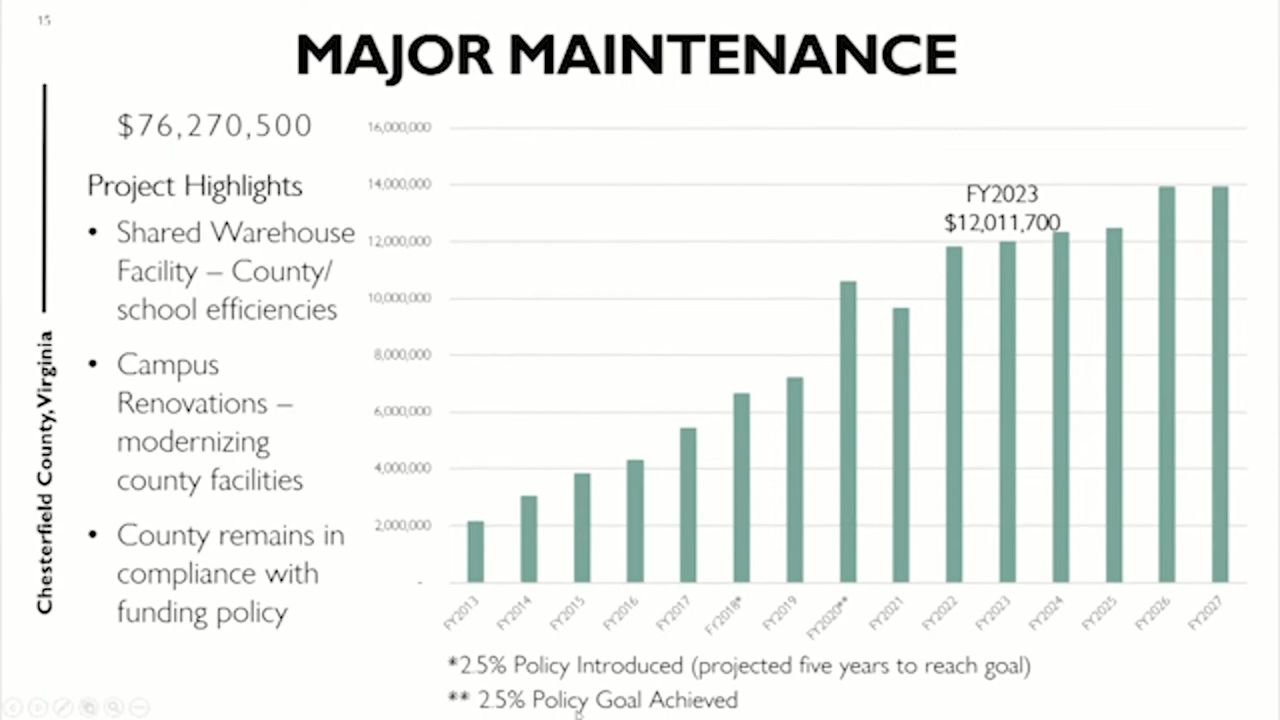 15
MAJOR MAINTENANCE
Chesterfield County, Virginia
$76,270,500
Project Highlights
• Shared Warehouse
Facility – County/
school efficiencies
• Campus
Renovations –
modernizing
county facilities
• County remains in
compliance with
funding policy
16,000,000
14,000,000
12,000,000
10,000,000
8,000,000
6,000,000
4,000,000
2,000,000
-
FY2023
$12,011,700
FY2013
FY2014
FY2015
FY2016
FY2017
FY2018*
FY2019
FY2020**
FY2021
FY2022
FY2023
FY2024
FY2025
FY2026
FY2027
*2.5% Policy Introduced (projected five years to reach goal)
** 2.5% Policy Goal Achieved